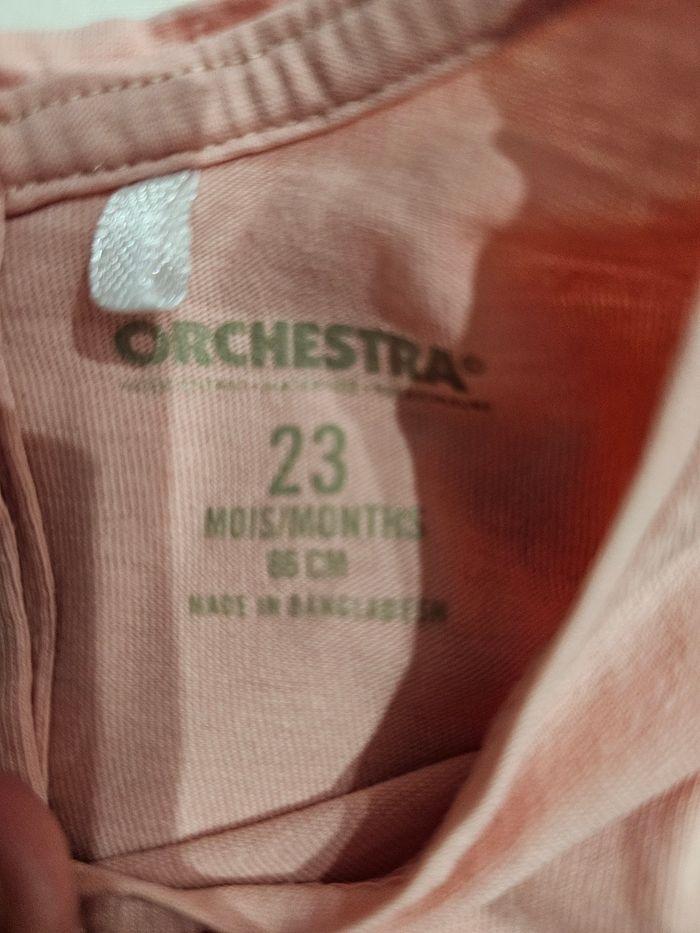 ORCHESTRA®
23
MOIS/MONTHS
86 CM
MADE IN BANGLADESH